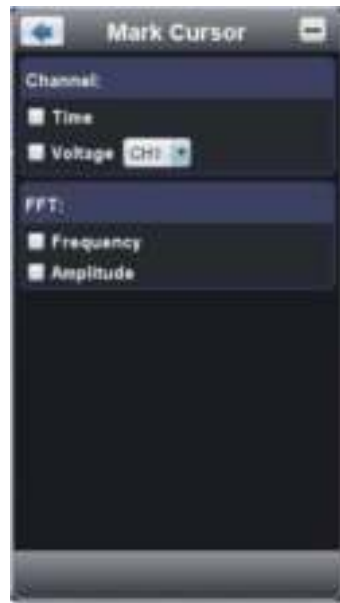 Mark Cursor
Channel:
Time
Voltage CH1
FFT:
Frequency
Amplitude